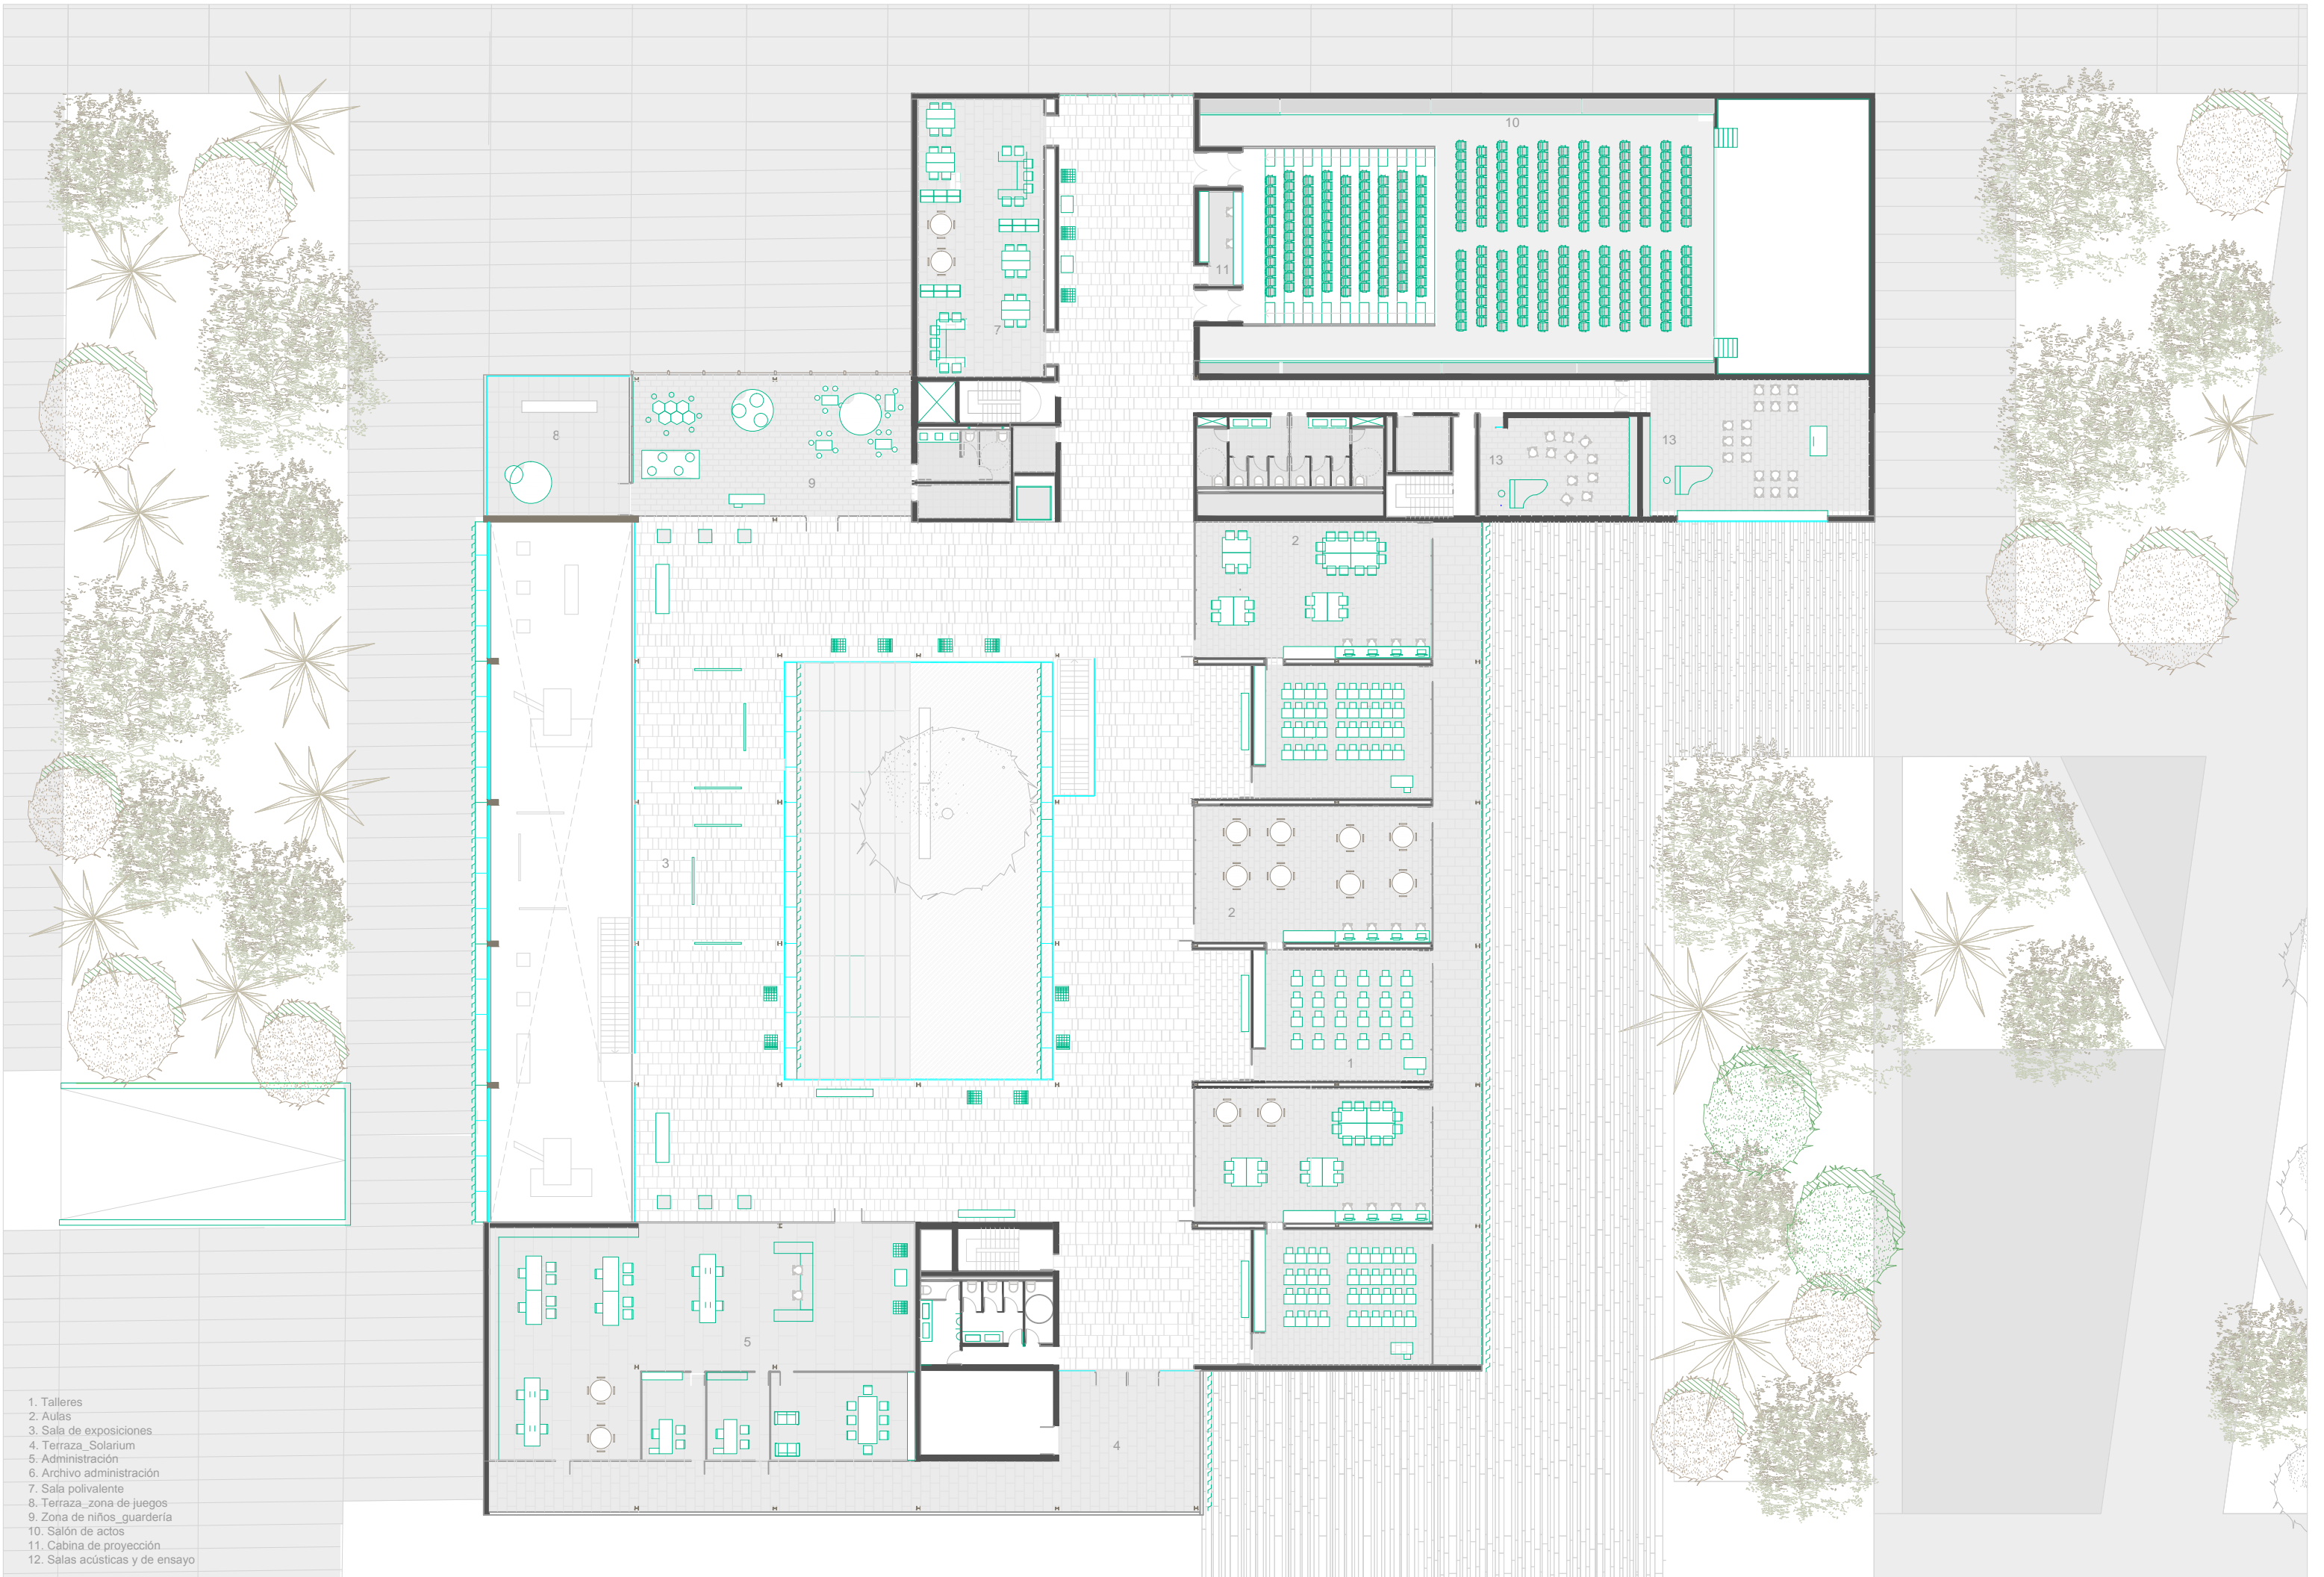 10
11
7
8
9
13
13
2
3
2
1
5
4
1. Talleres
2. Aulas
3. Sala de exposiciones
4. Terraza_Solarium
5. Administración
6. Archivo administración
7. Sala polivalente
8. Terraza_zona de juegos
9. Zona de niños_guardería
10. Salón de actos
11. Cabina de proyección
12. Salas acústicas y de ensayo